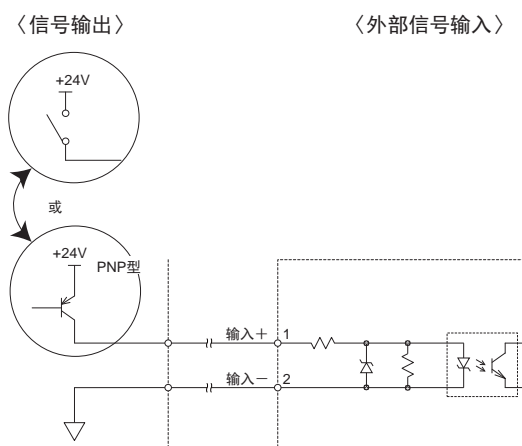 〈信号输出〉
〈外部信号输入〉
+24V
或
+24V
PNP型
输入＋ 1
输入－ 2